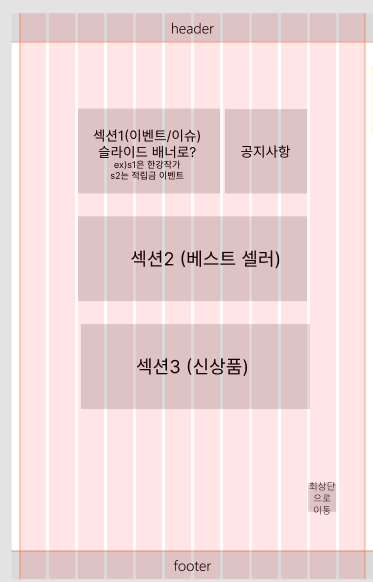 header
섹션1(이벤트/이슈)
슬라이드 배너로?
ex)s1은 한강작가
s2는 적립금 이벤트
공지사항
섹션2 (베스트 셀러)
섹션3 (신상품)
최상단
으로
이동
footer